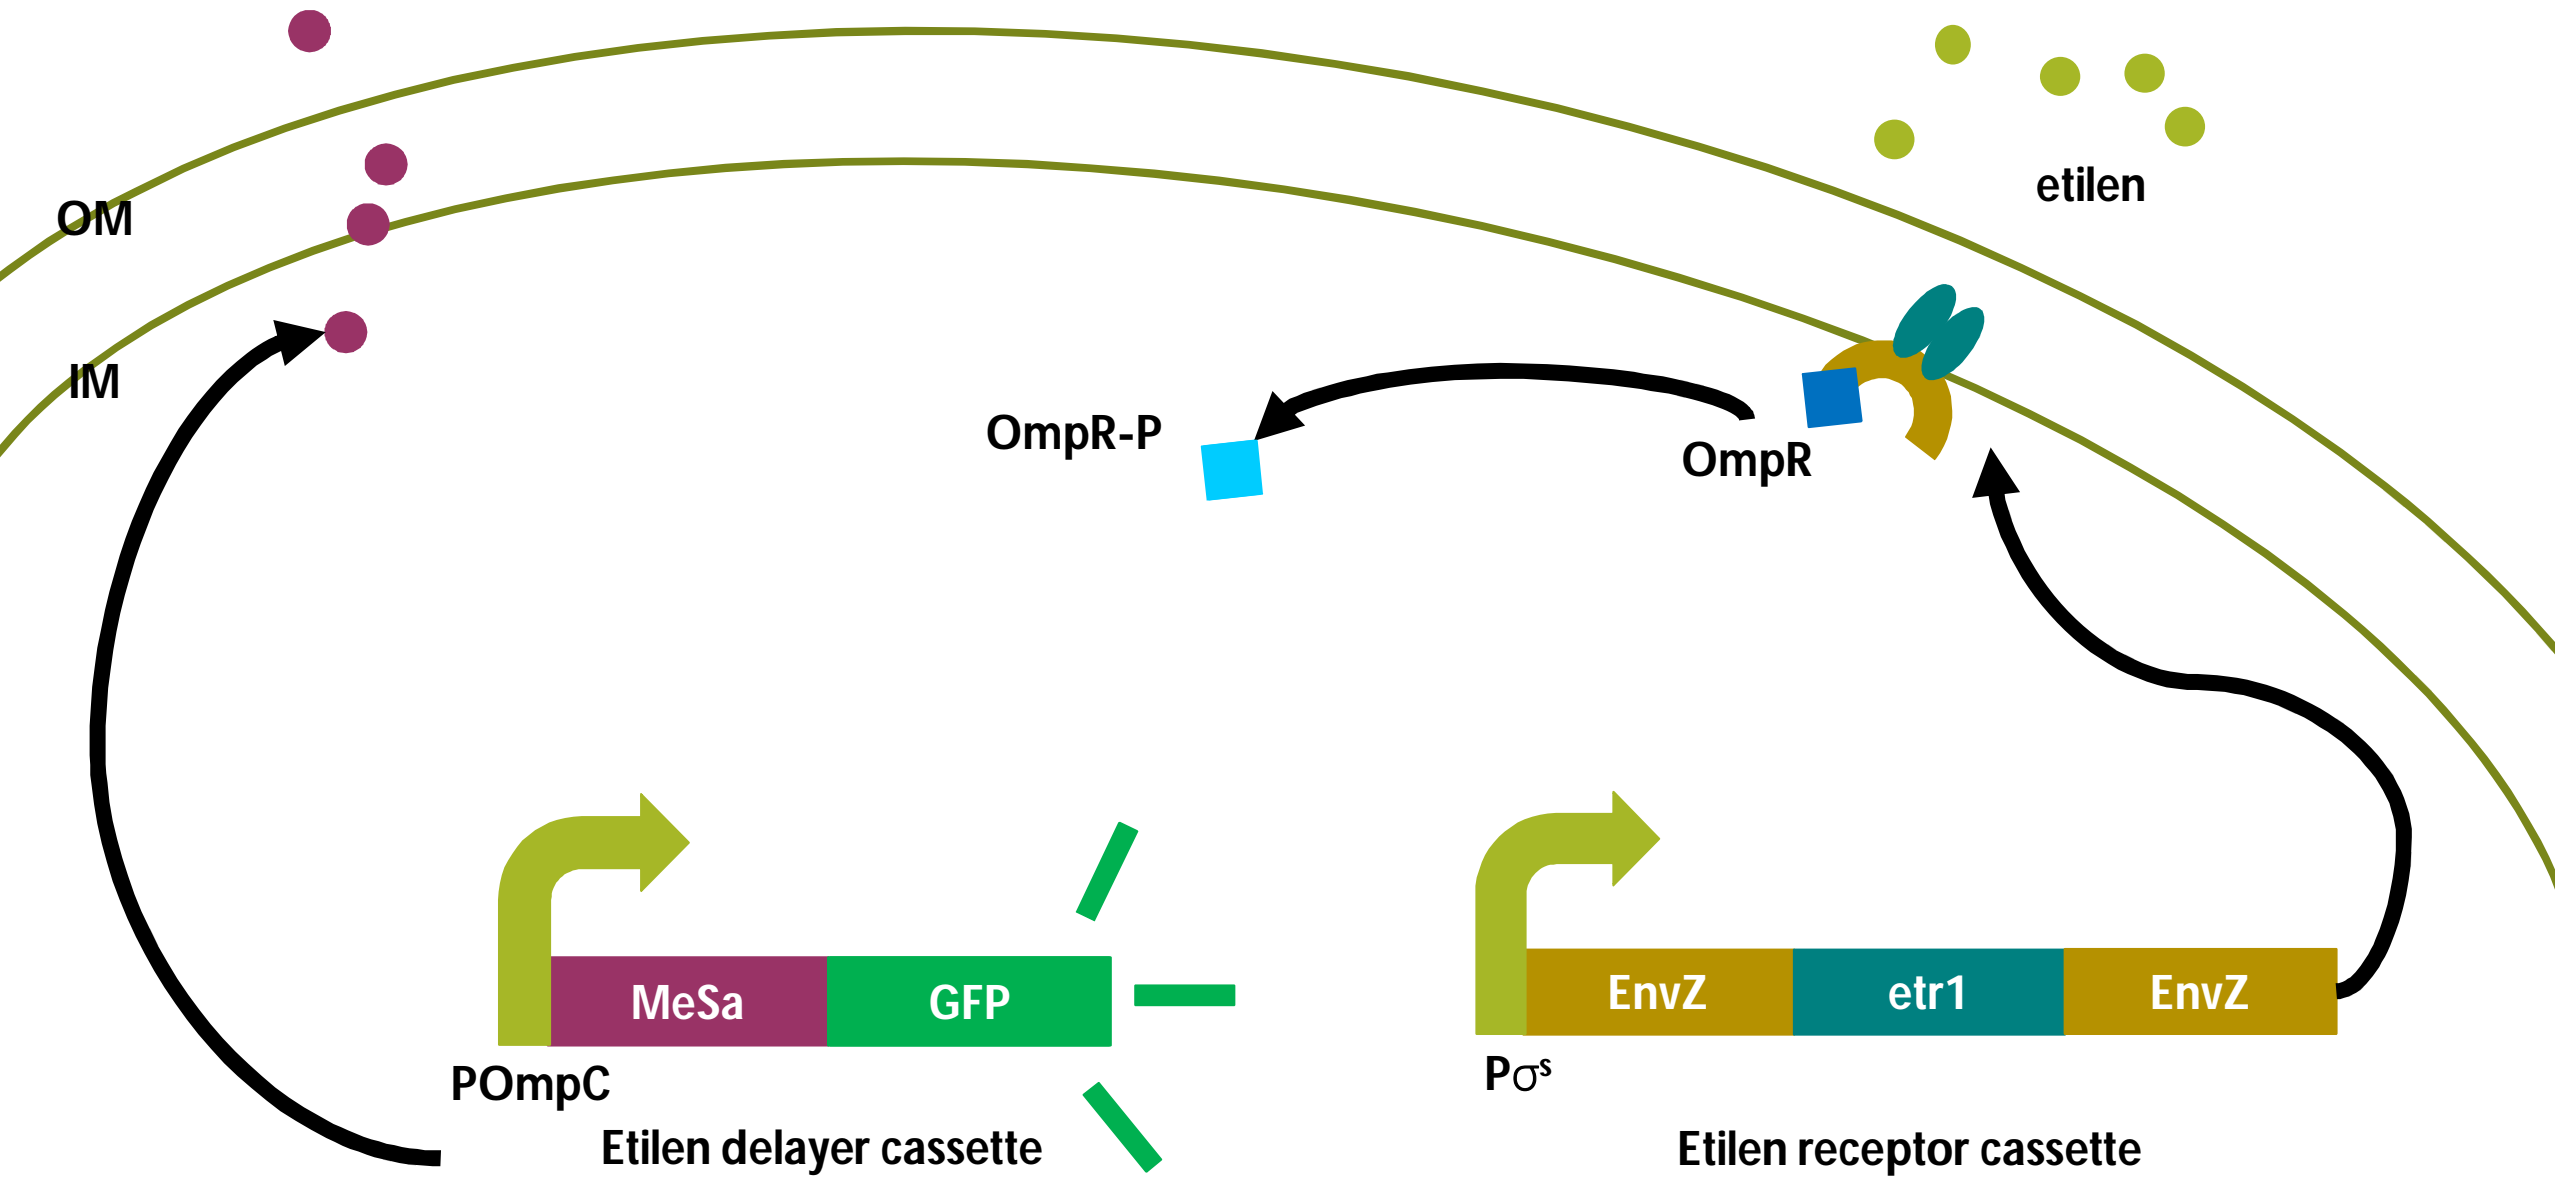 etilen
OM
IM
OmpR-P
OmpR
MeSa
GFP
EnvZ
etr1
EnvZ
POmpC
Pσˢ
Etilen delayer cassette
Etilen receptor cassette